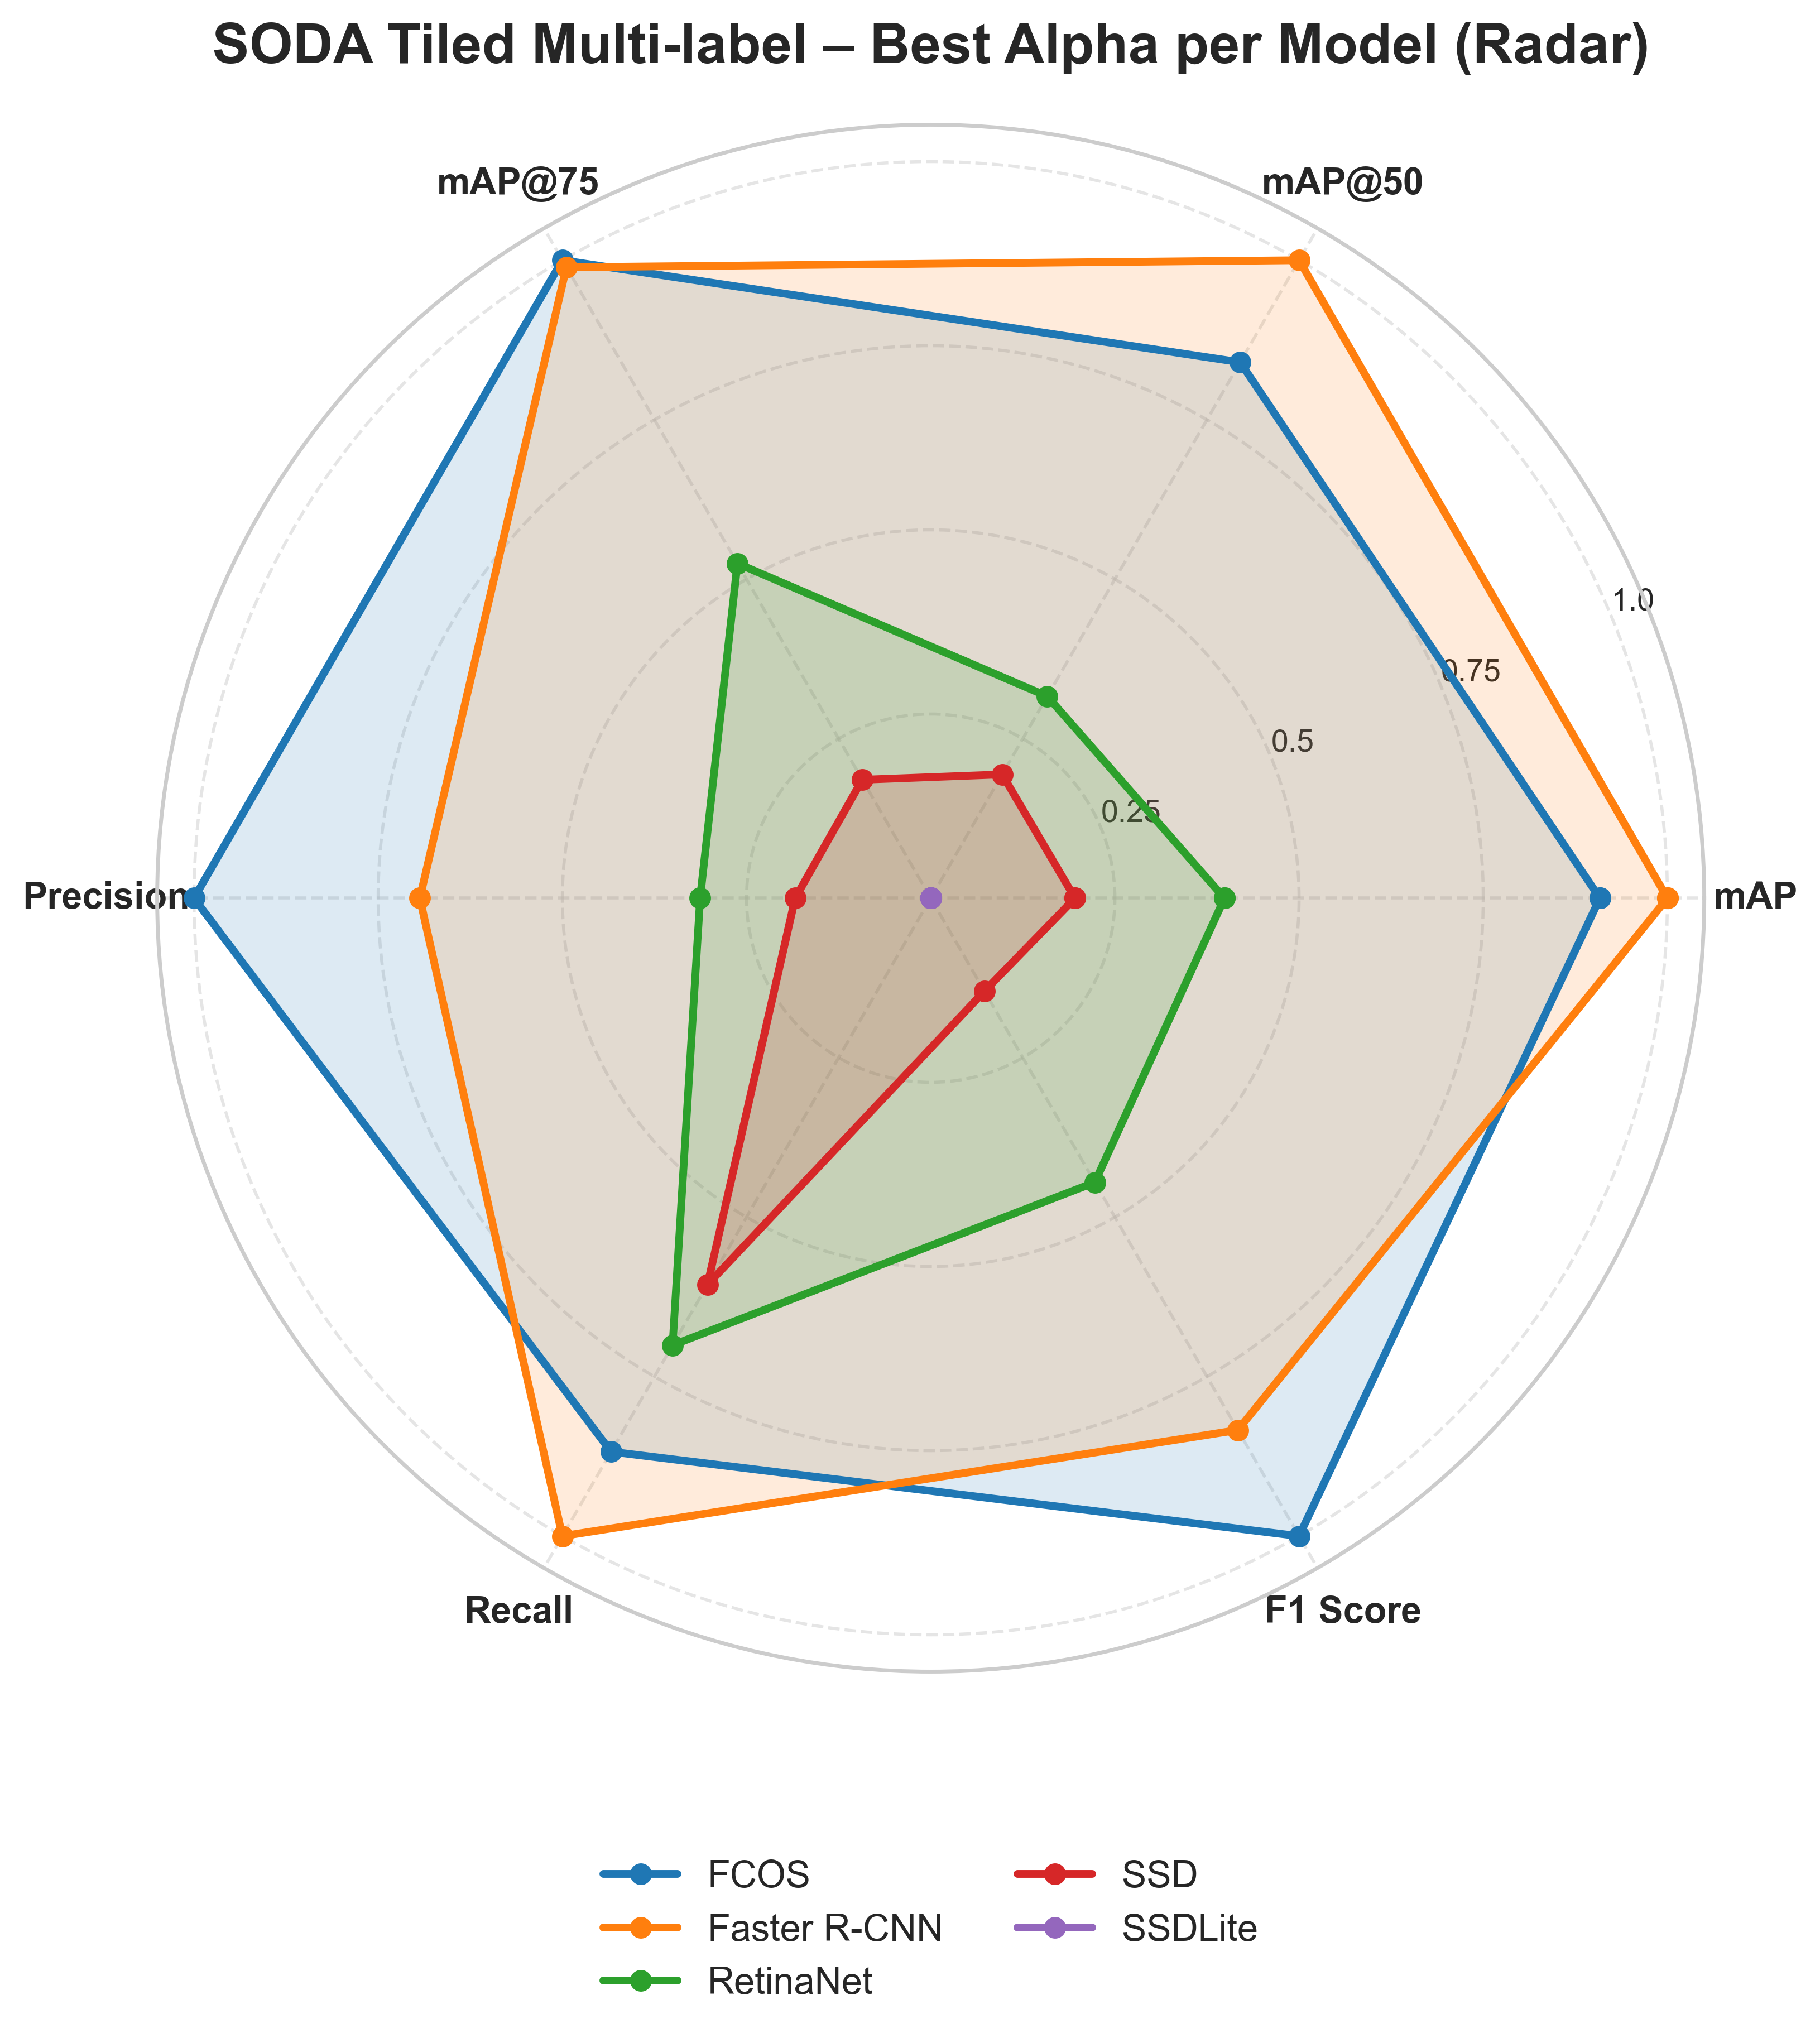 SODA Tiled Multi-label – Best Alpha per Model (Radar)
mAP@75
mAP@50
1.0
0.75
0.5
0.25
Precision
mAP
Recall
F1 Score
FCOS
Faster R-CNN
RetinaNet
SSD
SSDLite